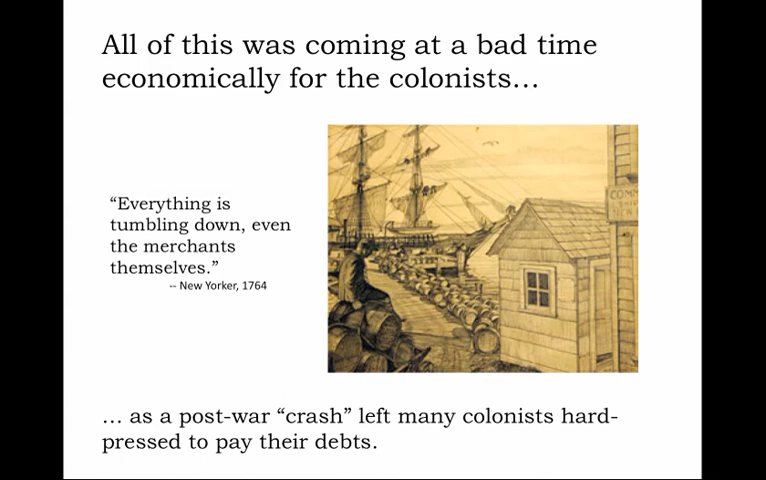 All of this was coming at a bad time
economically for the colonists…
“Everything is
tumbling down, even
the merchants
themselves.”
-- New Yorker, 1764
COM
… as a post-war “crash” left many colonists hard-
pressed to pay their debts.